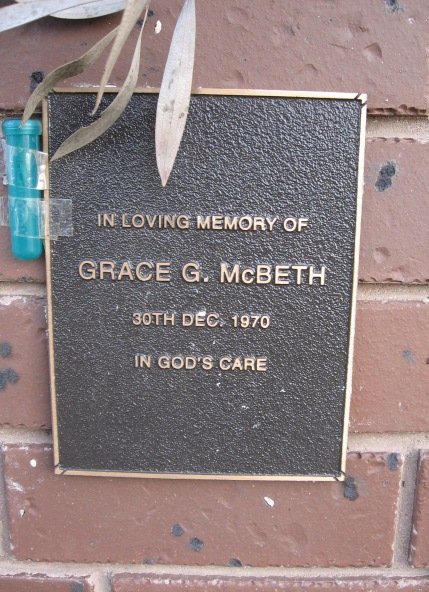 IN LOVING MEMORY OF
GRACE G. McBETH
30TH DEC. 1970
IN GOD'S CARE